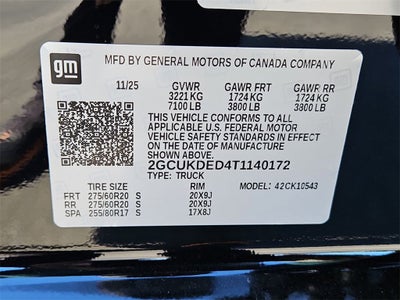 gm
MFD BY GENERAL MOTORS OF CANADA COMPANY
11/25 GVWR GAWR FRT GAWR RR
3221 KG 1724 KG 1724 KG
7100 LB 3800 LB 3800 LB
THIS VEHICLE CONFORMS TO ALL
APPLICABLE U.S. FEDERAL MOTOR
VEHICLE SAFETY STANDARDS IN EFFECT
ON THE DATE OF MANUFACTURE
SHOWN ABOVE.
2GCUKDED4T1140172
TYPE: TRUCK
TIRE SIZE RIM MODEL: 42CK10543
FRT 275/60R20 S 20X9J
RR 275/60R20 S 20X9J
SPA 255/80R17 S 17X8J